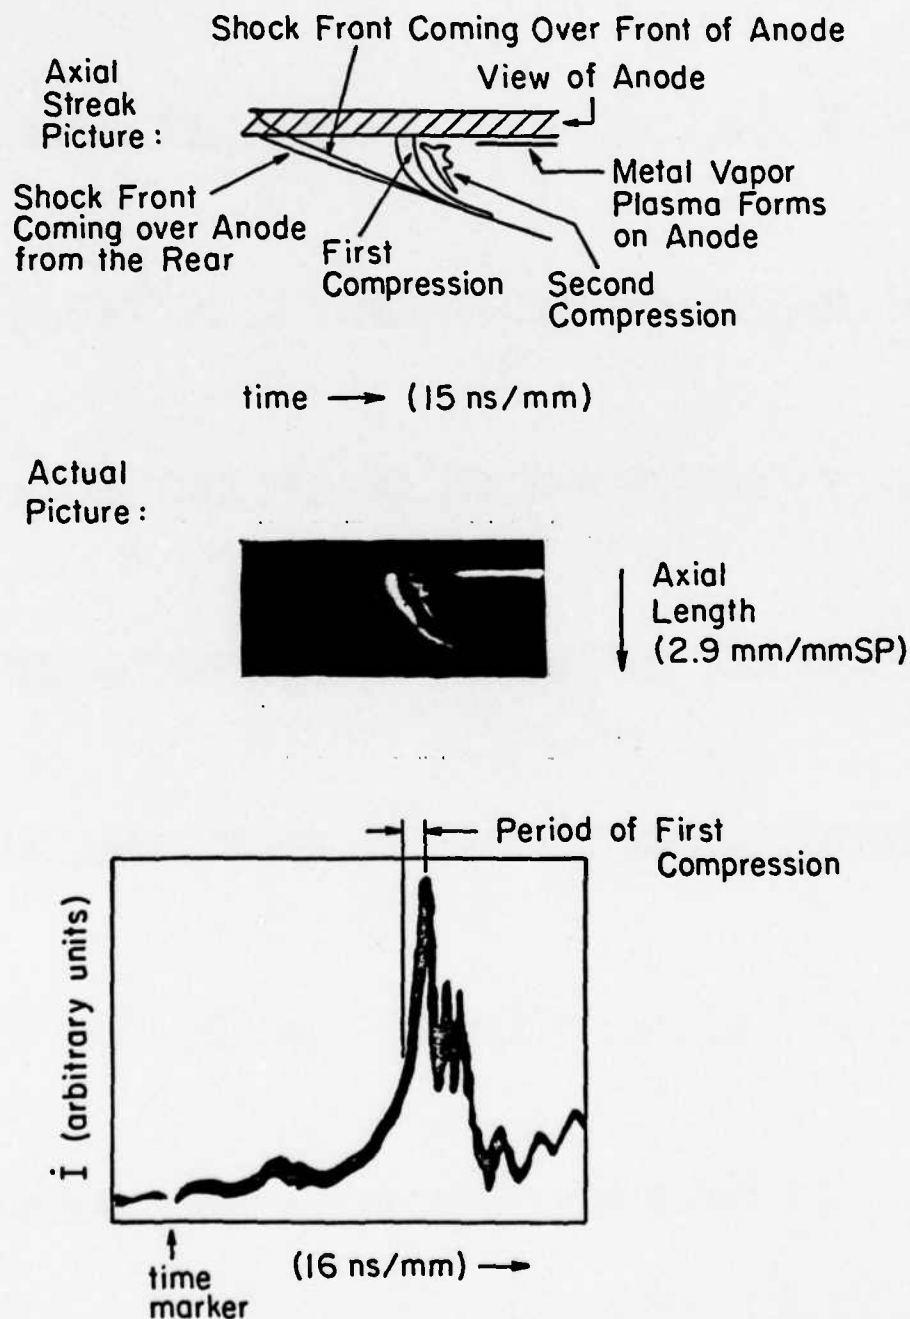 Shock Front Coming Over Front of Anode
Axial
Streak
Picture :
View of Anode
Shock Front
Coming over Anode
from the Rear
First
Compression
Second
Compression
Metal Vapor
Plasma Forms
on Anode
time → (15 ns/mm)
Actual
Picture :
Axial
Length
(2.9 mm/mmSP)
Period of First
Compression
İ (arbitrary units)
time
marker
(16 ns/mm) →